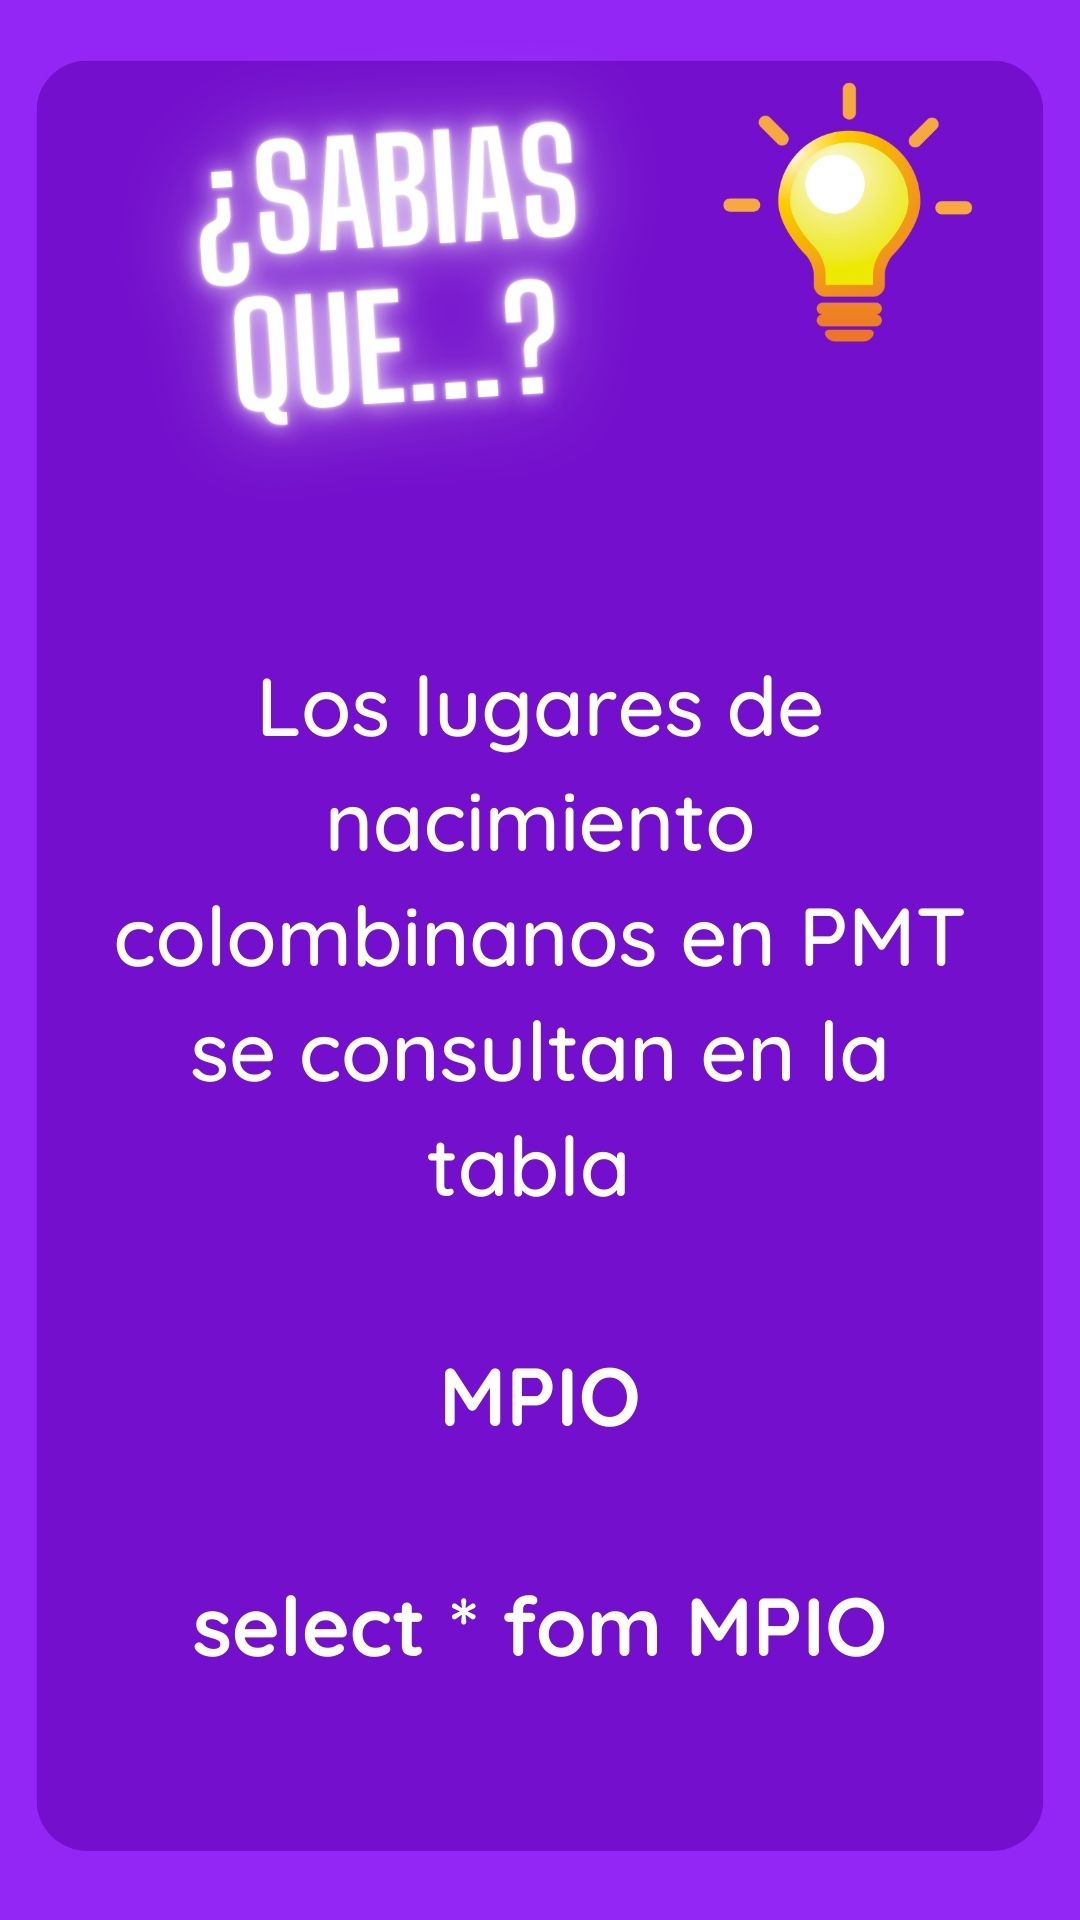 ¿SABIAS
QUE...?
Los lugares de
nacimiento
colombinanos en PMT
se consultan en la
tabla
MPIO
select * fom MPIO